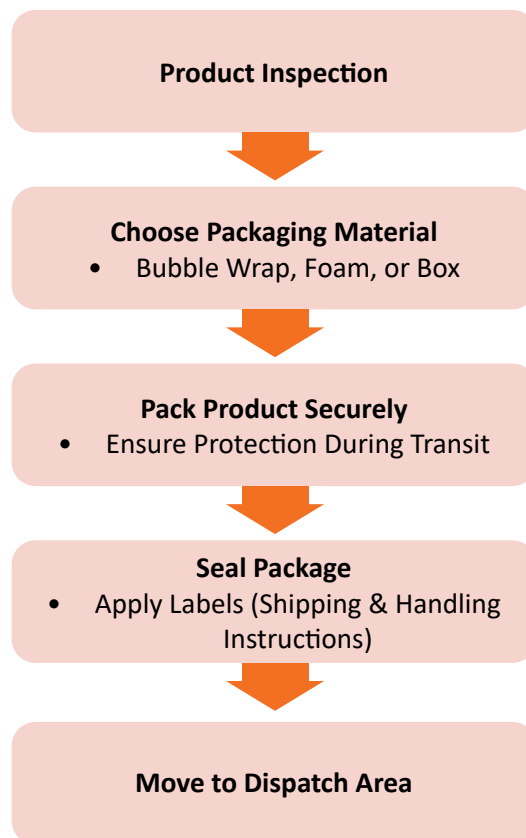 Product Inspection
Choose Packaging Material
• Bubble Wrap, Foam, or Box
Pack Product Securely
• Ensure Protection During Transit
Seal Package
• Apply Labels (Shipping & Handling
Instructions)
Move to Dispatch Area